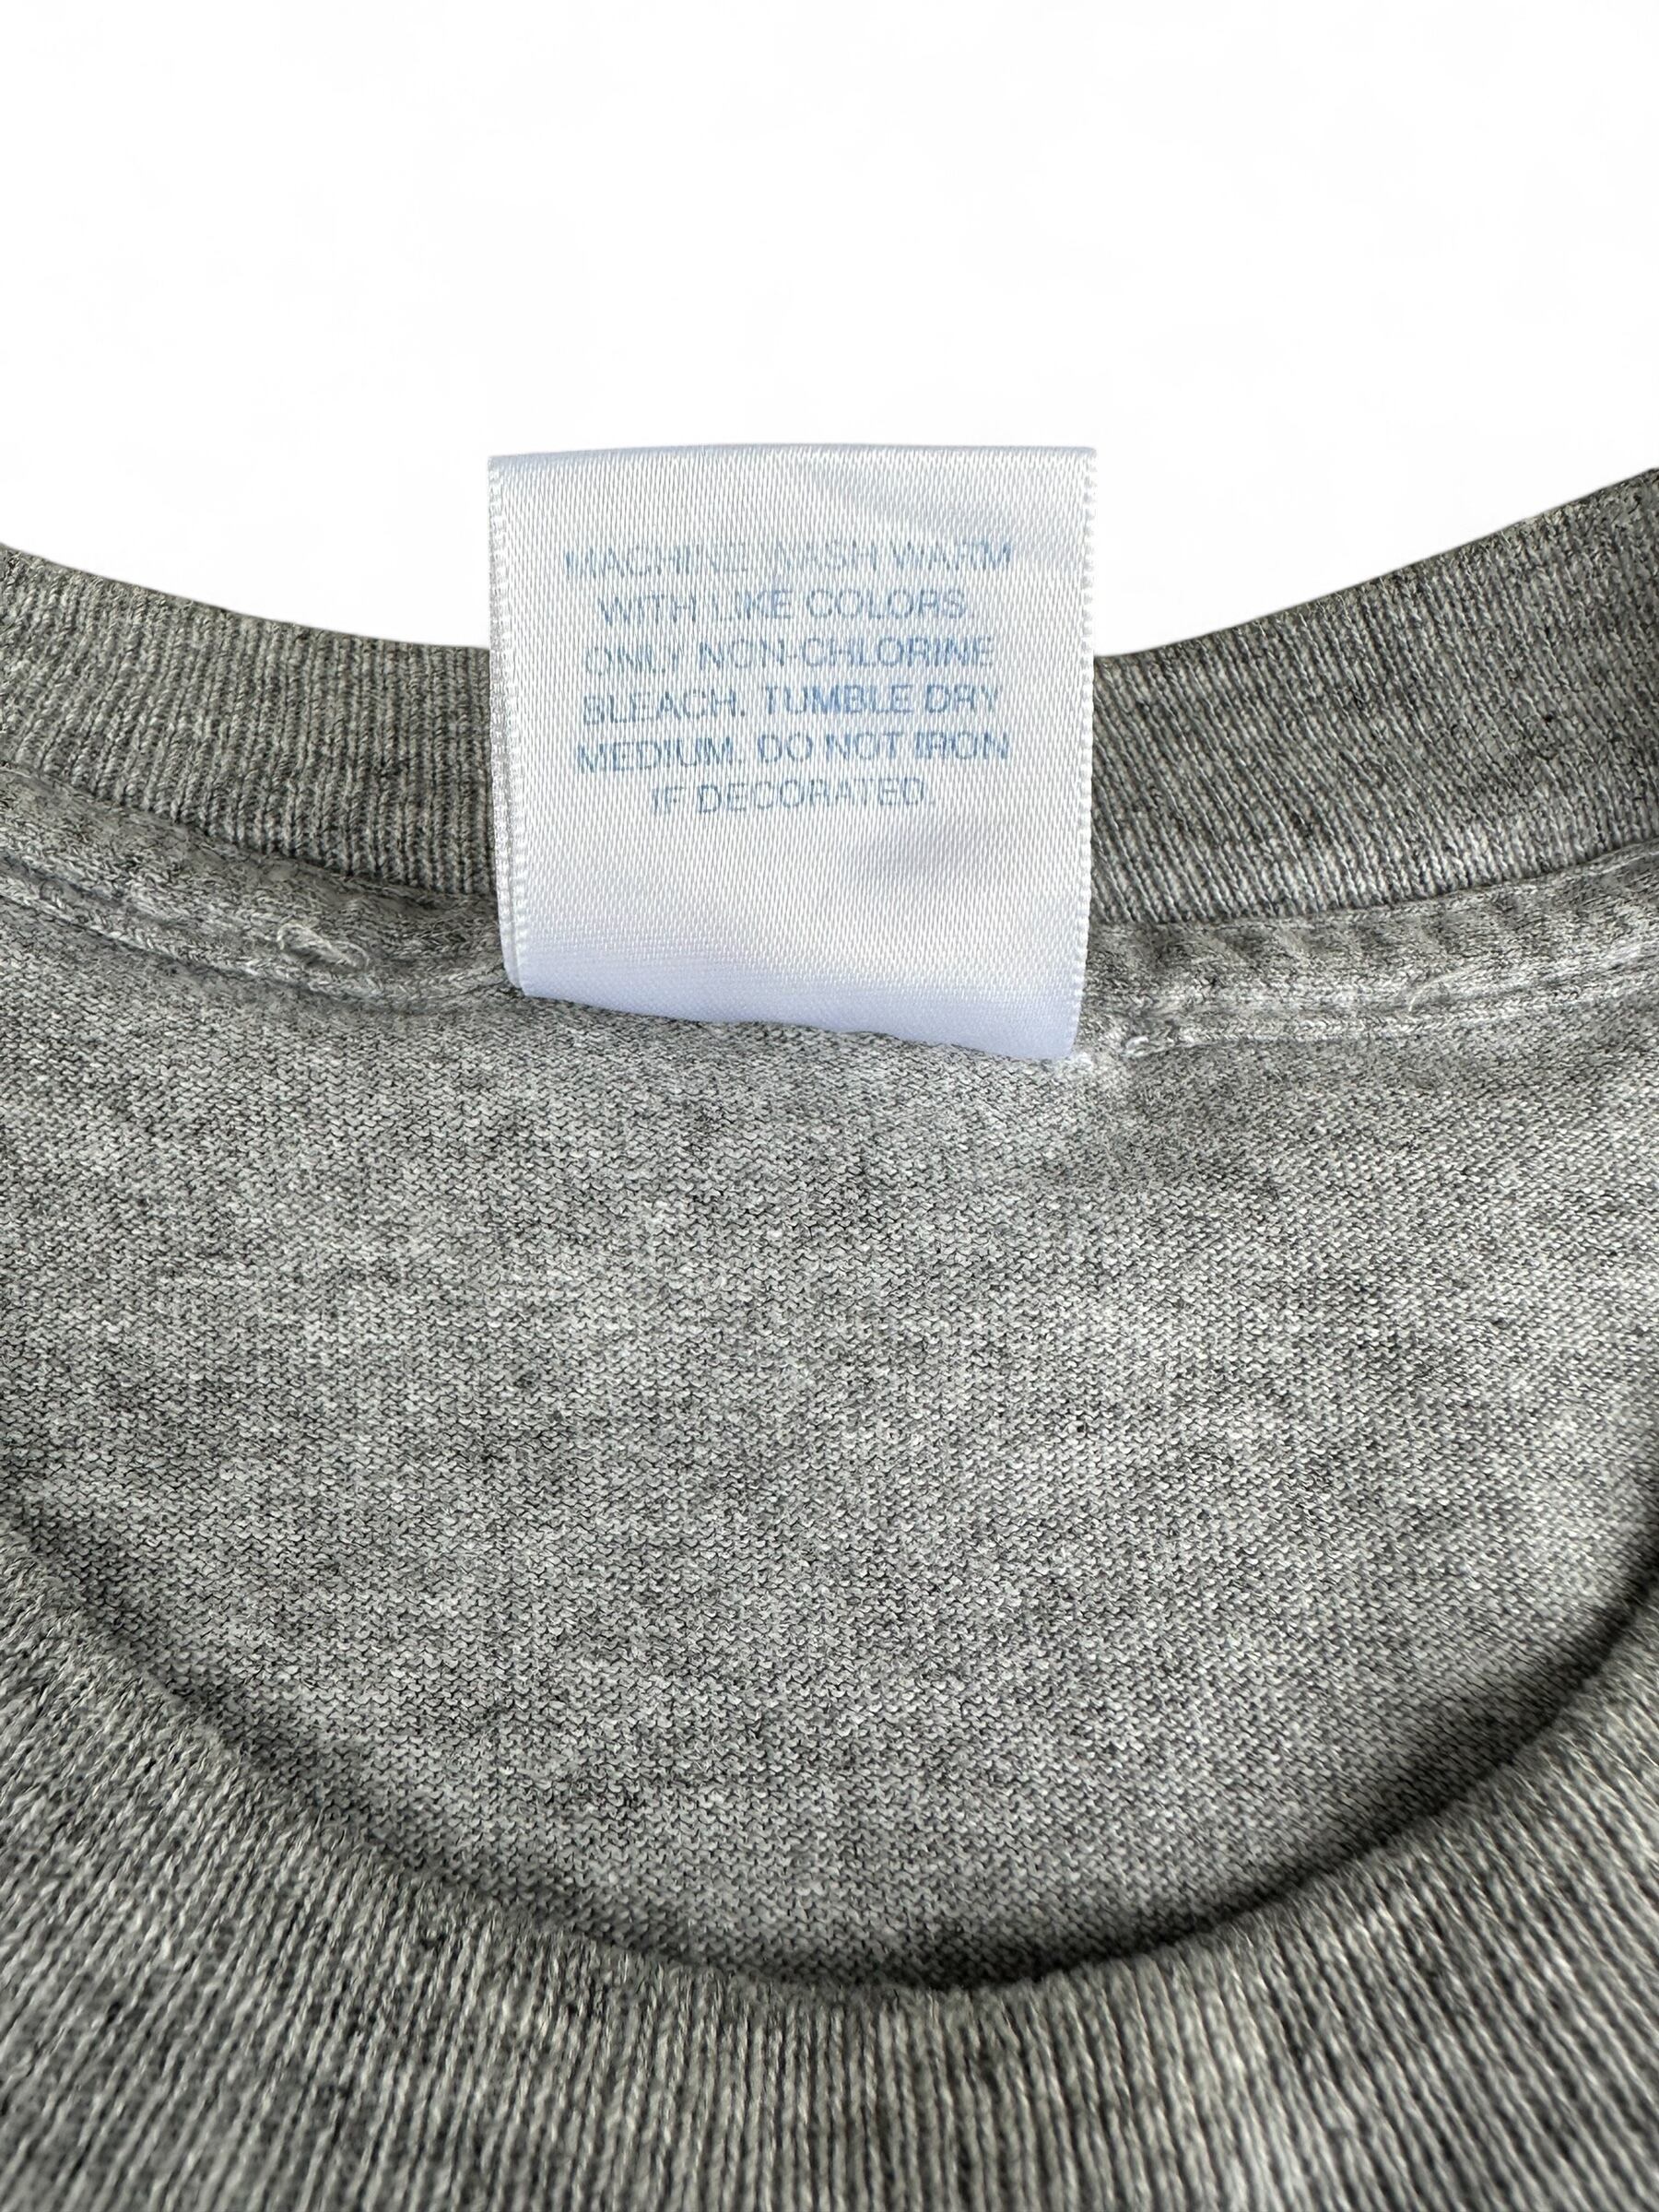 MACHINE WASH WARM
WITH LIKE COLORS.
ONLY NON-CHLORINE
BLEACH. TUMBLE DRY
MEDIUM. DO NOT IRON
IF DECORATED.